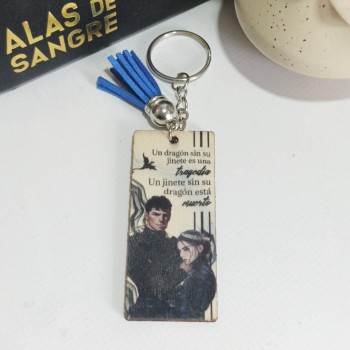 ALAS DE
SANGRE
Un dragón sin su
jinete es una
tragedia
Un jinete sin su
dragón está
muerto